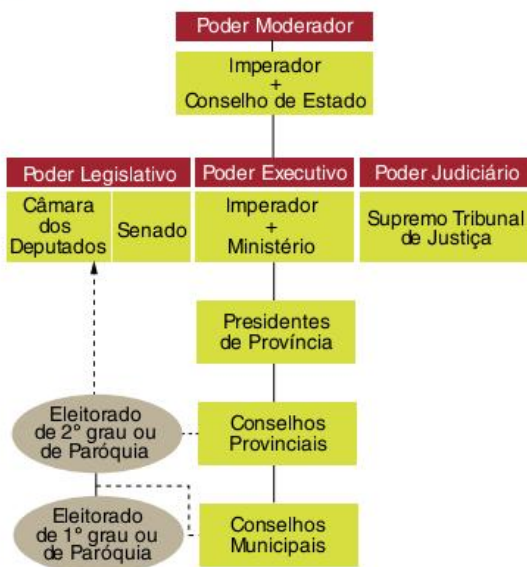 Poder Moderador
Imperador
+
Conselho de Estado
Poder Legislativo
Poder Executivo
Poder Judiciário
Câmara
dos
Deputados
Senado
Imperador
+
Ministério
Supremo Tribunal
de Justiça
Presidentes
de Província
Eleitorado
de 2° grau ou
de Paróquia
Conselhos
Provinciais
Eleitorado
de 1° grau ou
de Paróquia
Conselhos
Municipais